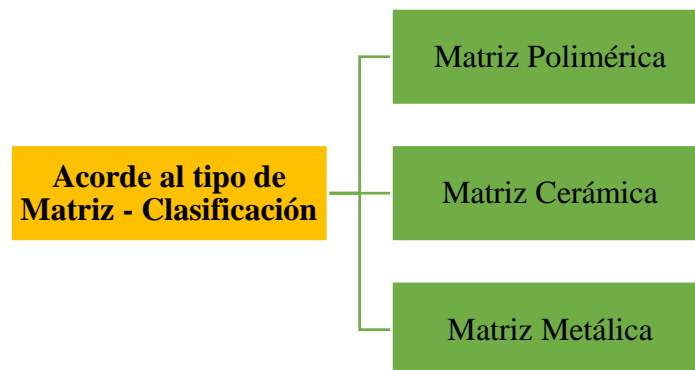 Matriz Polimérica
Acorde al tipo de
Matriz - Clasificación
Matriz Cerámica
Matriz Metálica